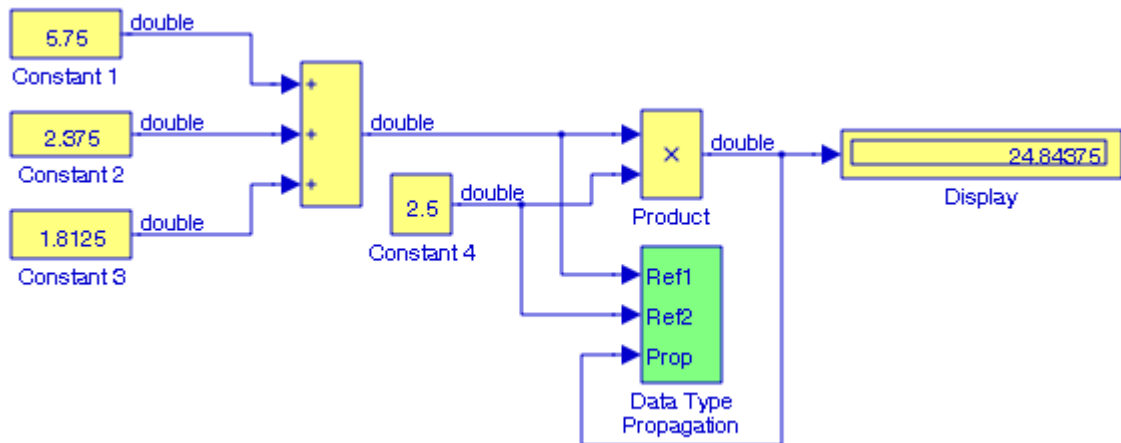 double
5.75
Constant 1
+
double
2.375
Constant 2
+
double
1.8125
Constant 3
+
double
double
2.5
Constant 4
×
Product
double
24.84375
Display
Ref1
Ref2
Prop
Data Type
Propagation